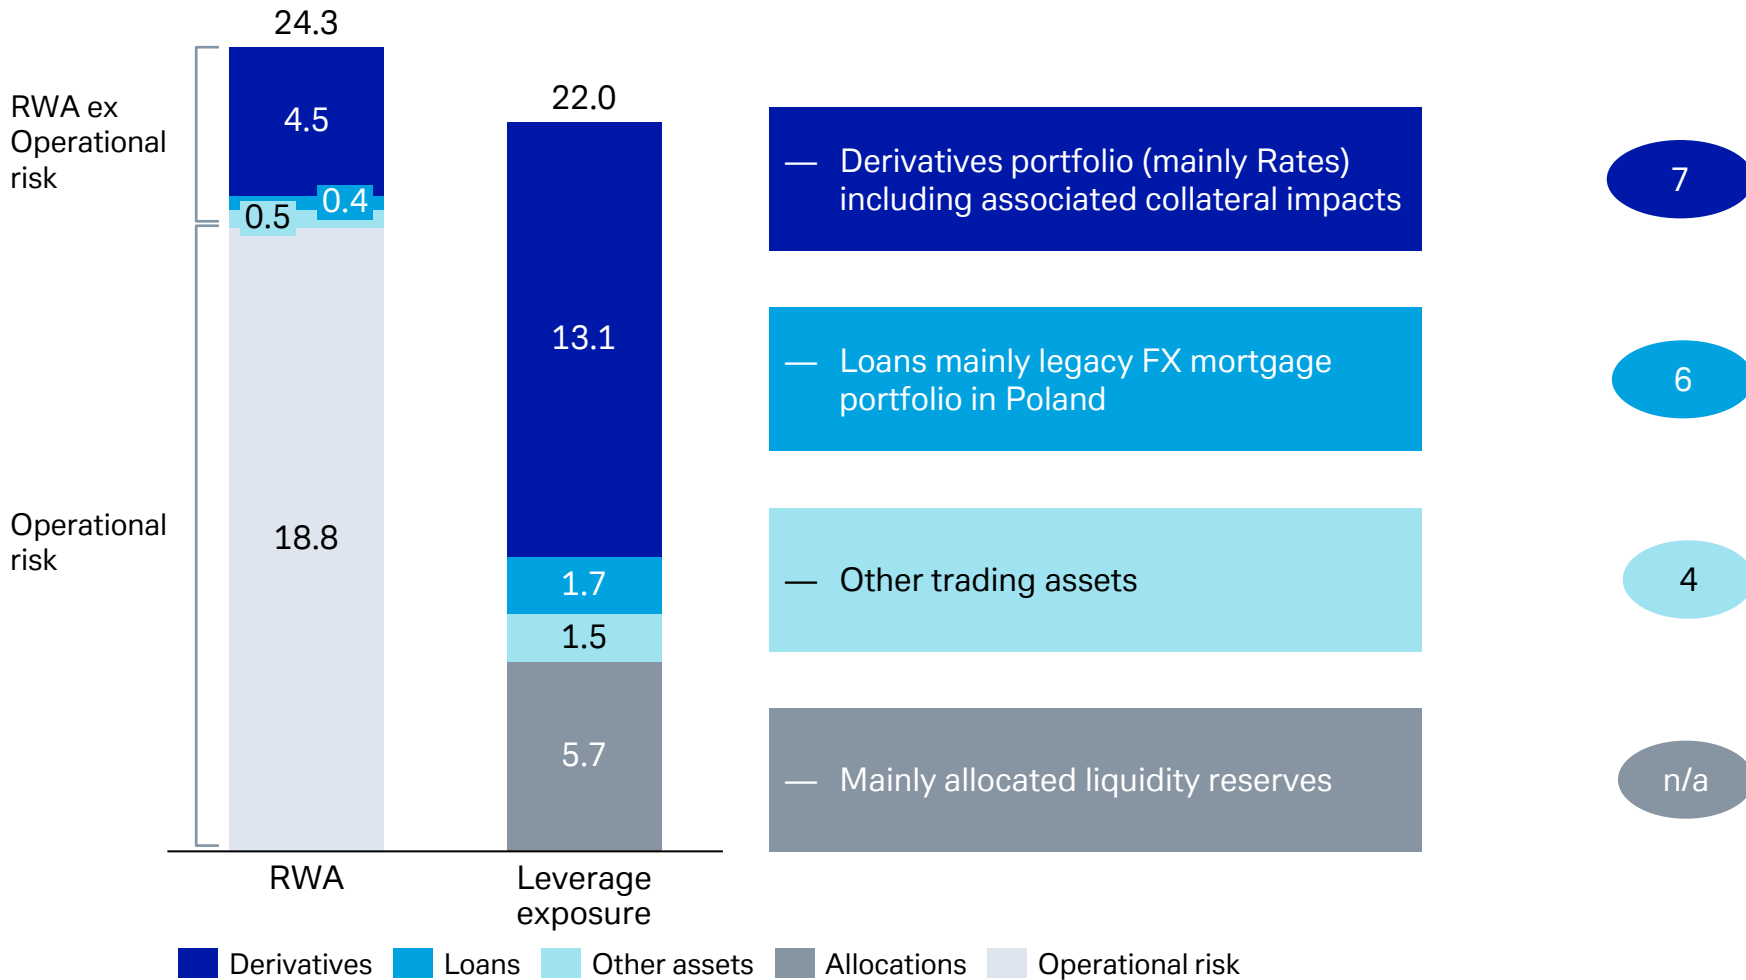 24.3
RWA ex
Operational
risk
4.5
0.4
0.5
Operational
risk
18.8
22.0
13.1
1.7
1.5
5.7
RWA
Leverage
exposure
— Derivatives portfolio (mainly Rates)
including associated collateral impacts
7
— Loans mainly legacy FX mortgage
portfolio in Poland
6
— Other trading assets
4
— Mainly allocated liquidity reserves
n/a
Derivatives Loans Other assets Allocations Operational risk